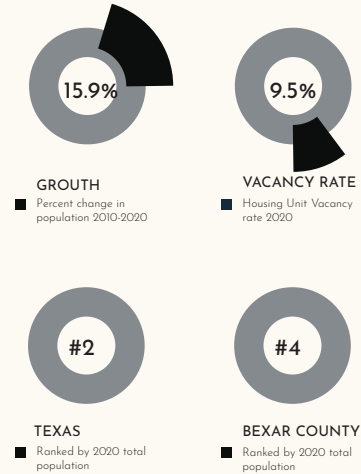 15.9%
GROUTH
Percent change in
population 2010-2020
9.5%
VACANCY RATE
Housing Unit Vacancy
rate 2020
#2
TEXAS
Ranked by 2020 total
population
#4
BEXAR COUNTY
Ranked by 2020 total
population